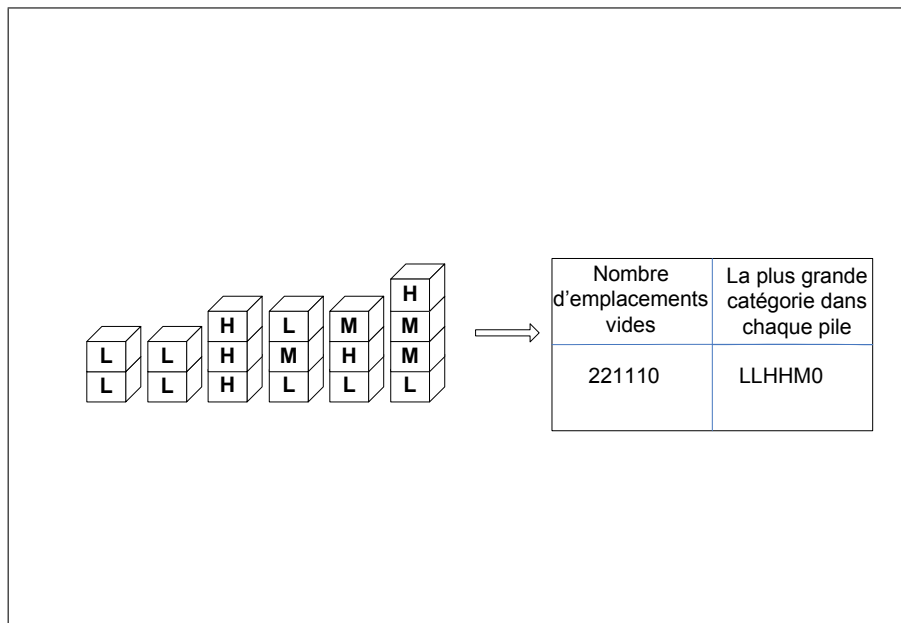 H
H L M M
L L H M H M
L L H L L L
Nombre d'emplacements vides
La plus grande catégorie dans chaque pile
221110
LLHHM0